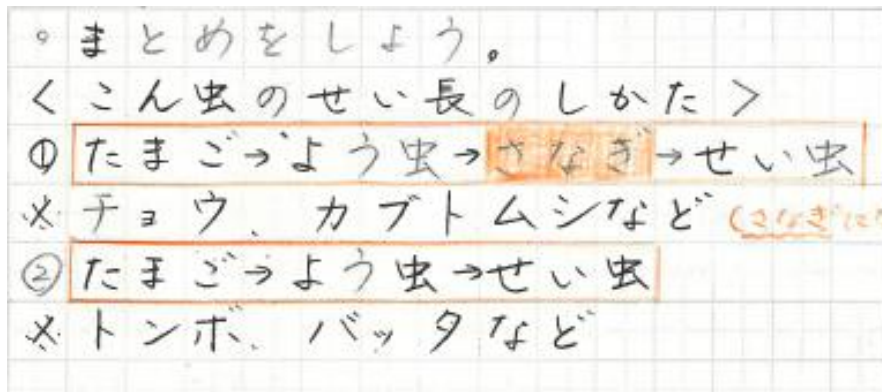 。まとめをしよう。
＜こん虫のせい長のしかた＞
①たまご→よう虫→さなぎ→せい虫
※チョウ、カブトムシなど（さなぎに
②たまご→よう虫→せい虫
※トンボ、バッタなど